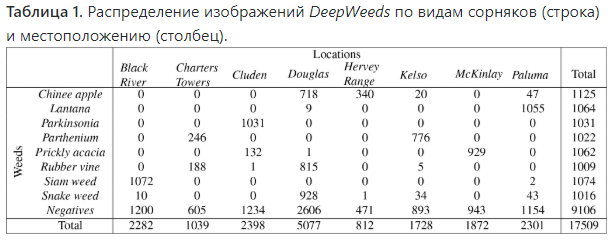 Таблица 1. Распределение изображений DeepWeeds по видам сорняков (строка)
и местоположению (столбец).
Locations
Black River Charters Towers Cluden Douglas Hervey Range Kelso McKinlay Paluma Total
Weeds
Chinee apple 0 0 0 718 340 20 0 47 1125
Lantana 0 0 0 9 0 0 0 1055 1064
Parkinsonia 0 0 1031 0 0 0 0 0 1031
Parthenium 0 246 0 0 0 776 0 0 1022
Prickly acacia 0 0 132 1 0 0 929 0 1062
Rubber vine 0 188 1 815 0 5 0 0 1009
Siam weed 1072 0 0 0 0 0 0 2 1074
Snake weed 10 0 0 928 1 34 0 43 1016
Negatives 1200 605 1234 2606 471 893 943 1154 9106
Total 2282 1039 2398 5077 812 1728 1872 2301 17509